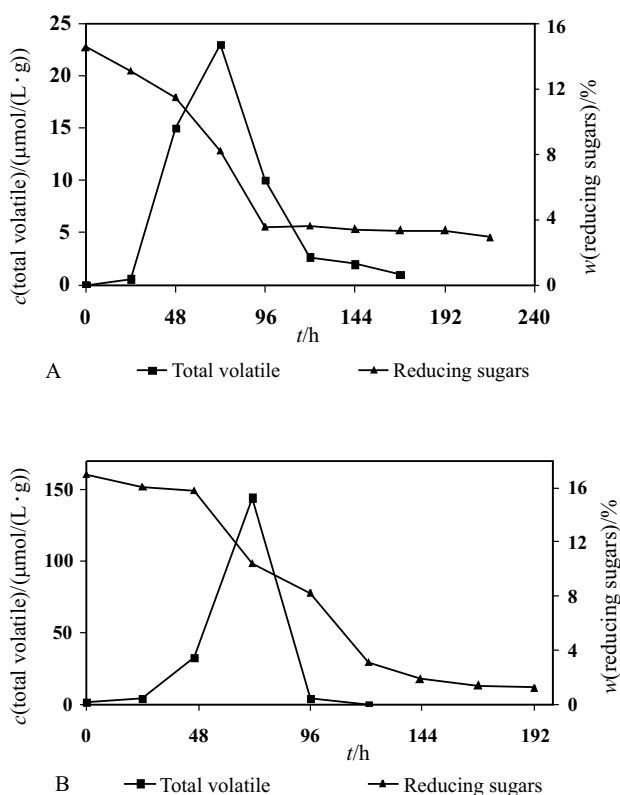 c(total volatile)/(μmol/(L·g))
25
20
15
10
5
0
16
12
8
4
0
w(reducing sugars)/%
0 48 96 144 192 240
t/h
A Total volatile Reducing sugars
c(total volatile)/(μmol/(L·g))
150
100
50
0
16
12
8
4
0
w(reducing sugars)/%
0 48 96 144 192
t/h
B Total volatile Reducing sugars